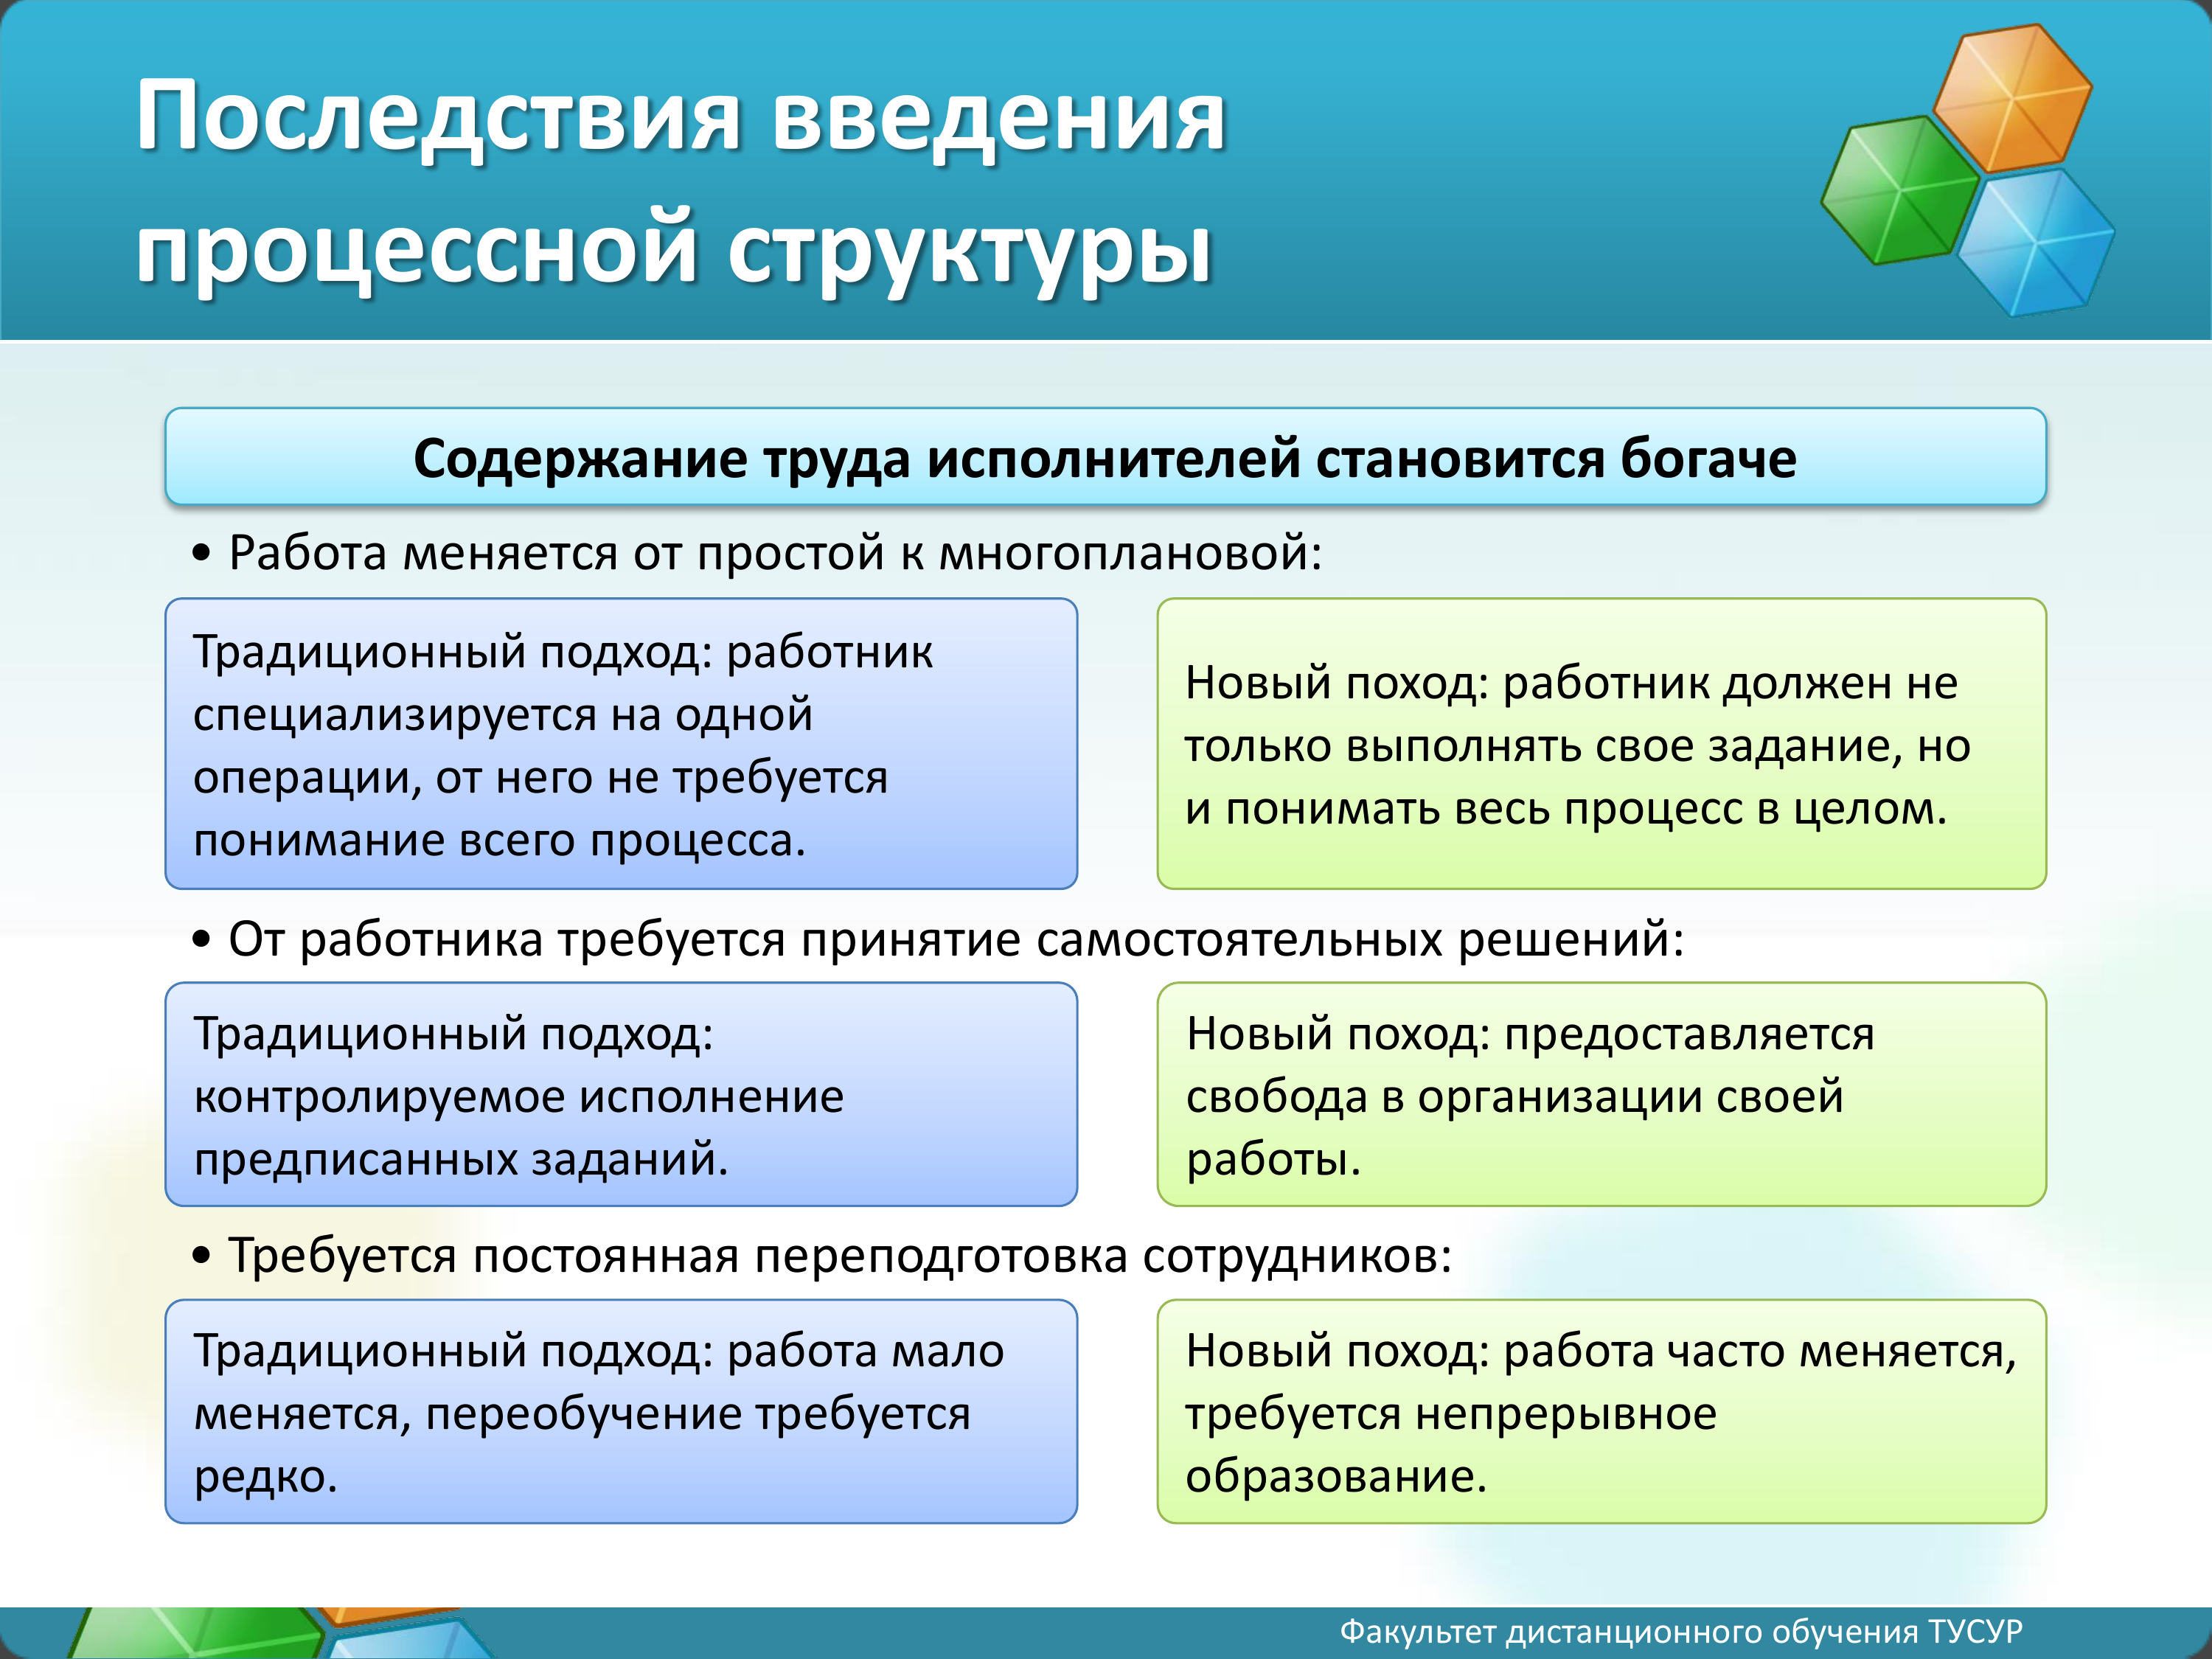 Последствия введения
процессной структуры
Содержание труда исполнителей становится богаче
• Работа меняется от простой к многоплановой:
Традиционный подход: работник
специализируется на одной
операции, от него не требуется
понимание всего процесса.
Новый поход: работник должен не
только выполнять свое задание, но
и понимать весь процесс в целом.
• От работника требуется принятие самостоятельных решений:
Традиционный подход:
контролируемое исполнение
предписанных заданий.
Новый поход: предоставляется
свобода в организации своей
работы.
• Требуется постоянная переподготовка сотрудников:
Традиционный подход: работа мало
меняется, переобучение требуется
редко.
Новый поход: работа часто меняется,
требуется непрерывное
образование.
Факультет дистанционного обучения ТУСУР